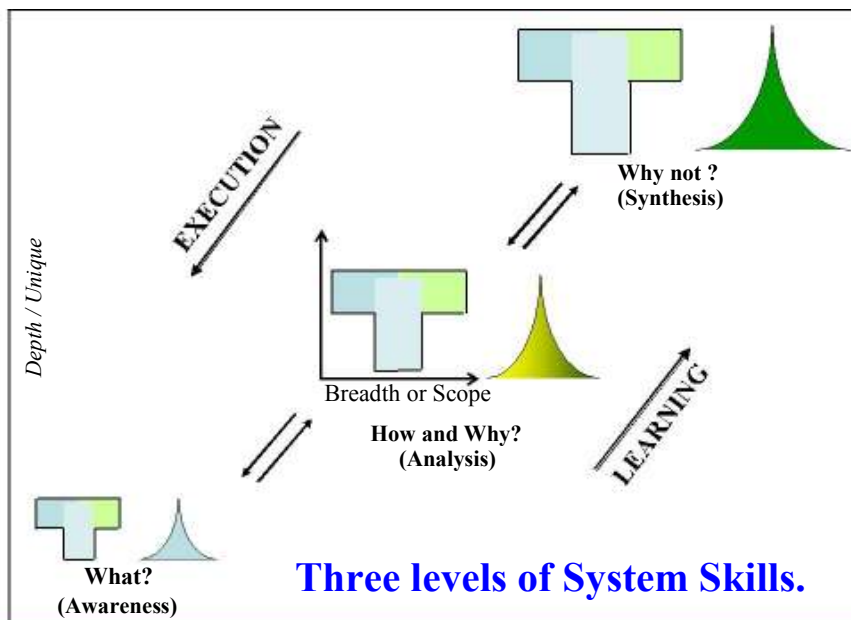 Why not ?
(Synthesis)
EXECUTION
Depth / Unique
Breadth or Scope
How and Why?
(Analysis)
LEARNING
What?
(Awareness)
Three levels of System Skills.